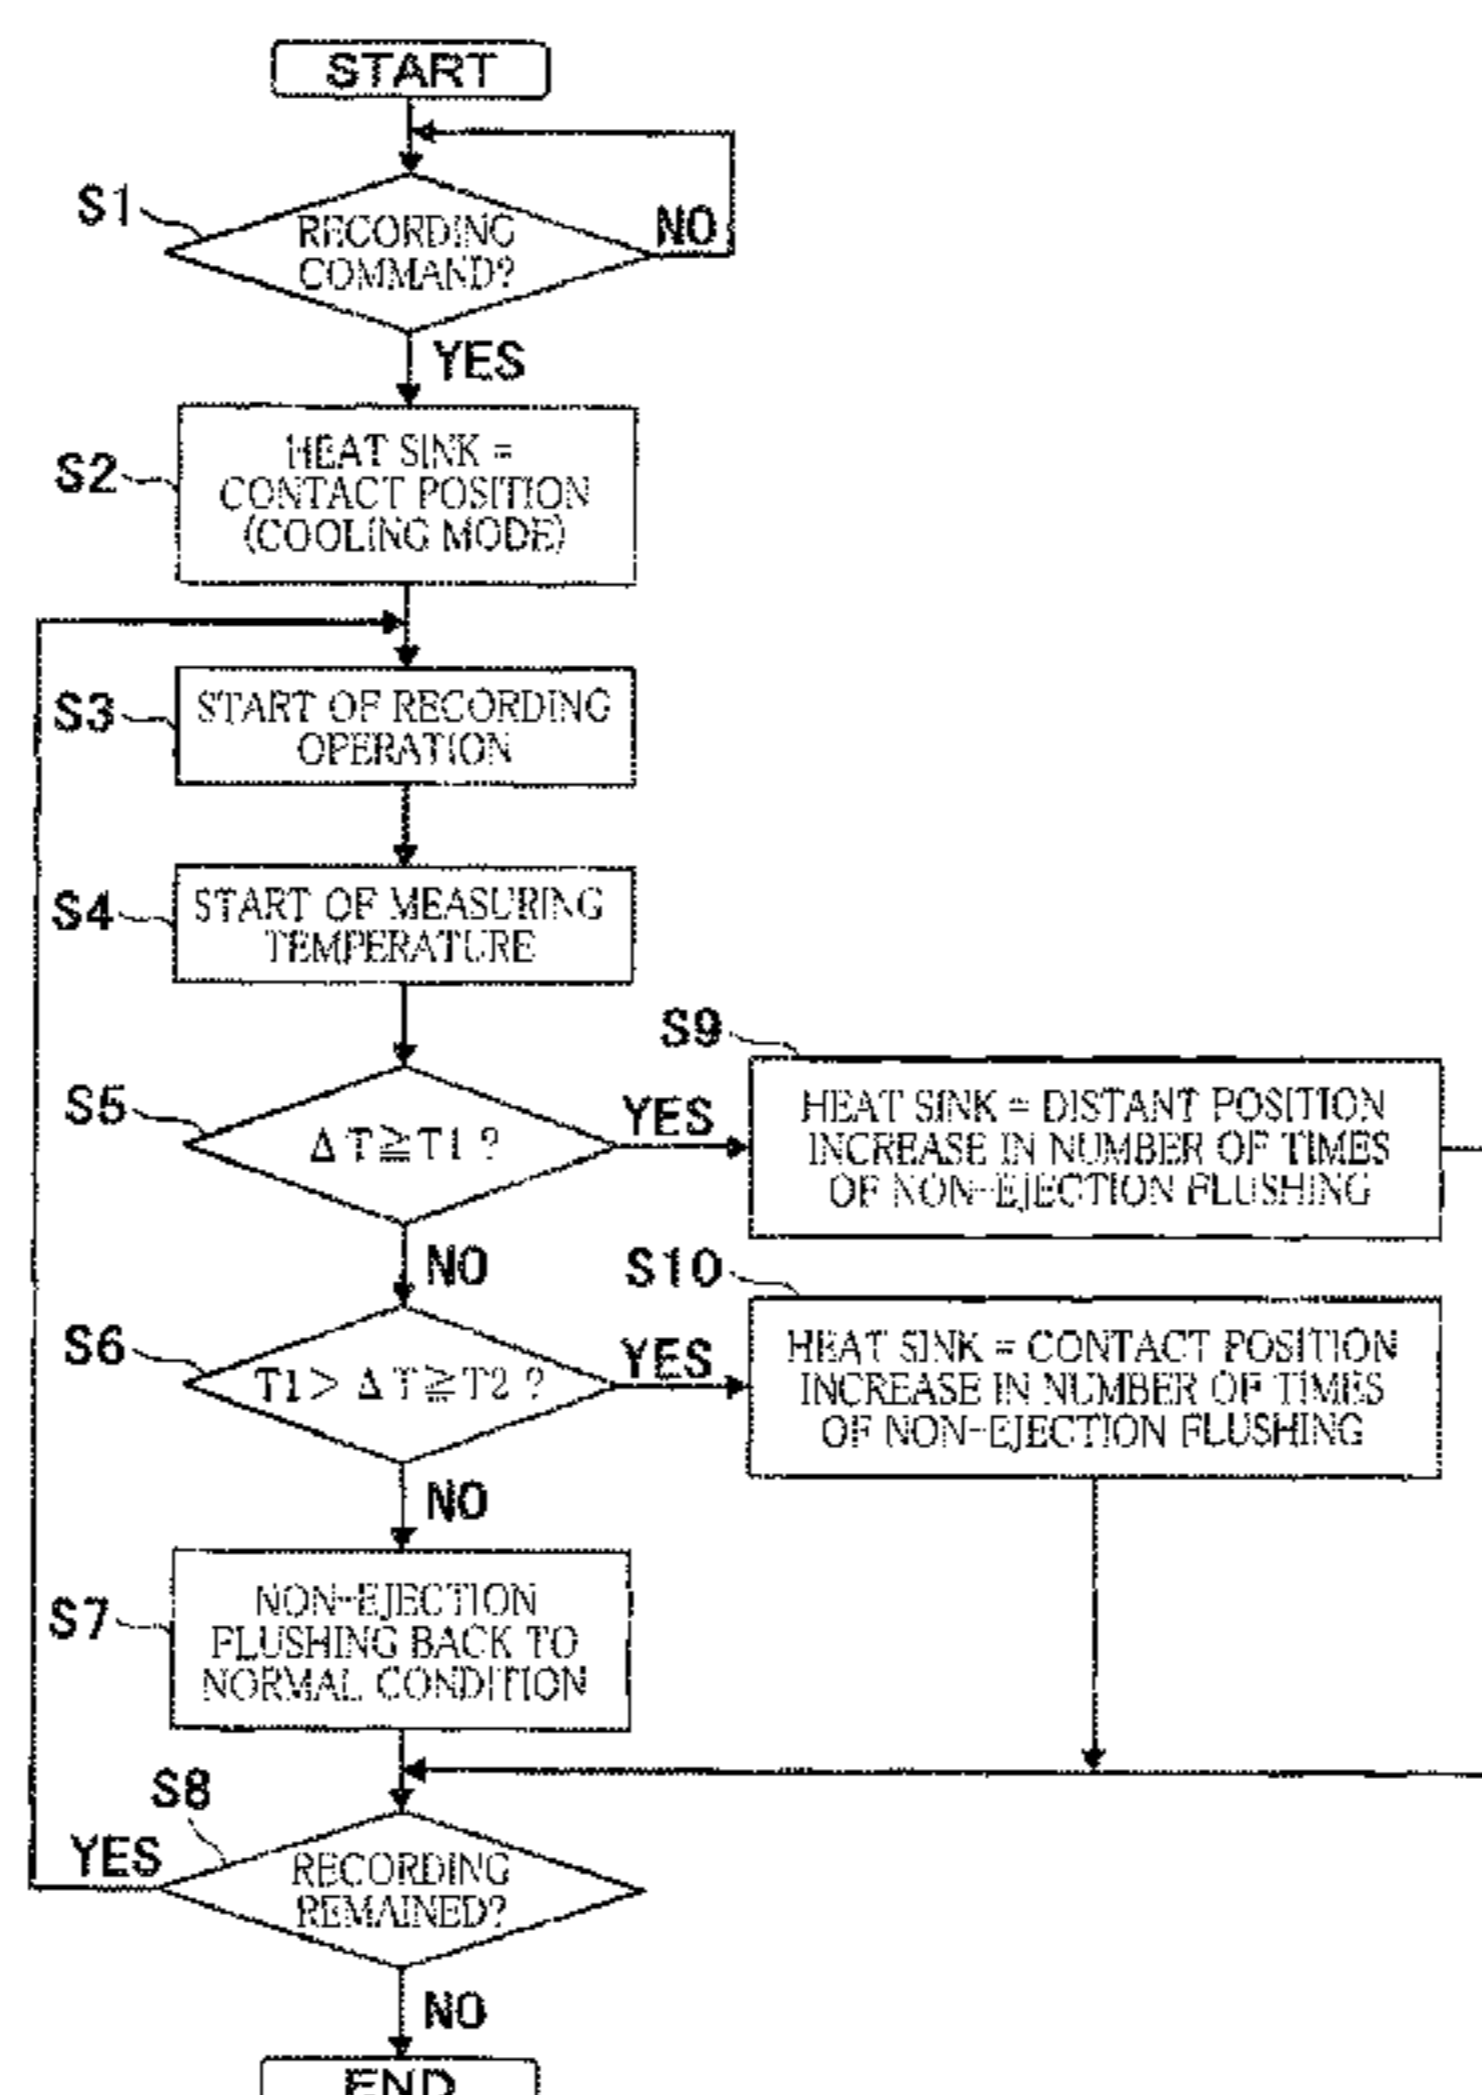 START
S1
RECORDING
COMMAND?
NO
YES
S2
HEAT SINK =
CONTACT POSITION
(COOLING MODE)
S3
START OF RECORDING
OPERATION
S4
START OF MEASURING
TEMPERATURE
S5
Δ T ≧ T1 ?
YES
S9
HEAT SINK = DISTANT POSITION
INCREASE IN NUMBER OF TIMES
OF NON-EJECTION FLUSHING
NO
S6
T1 > Δ T ≧ T2 ?
YES
S10
HEAT SINK = CONTACT POSITION
INCREASE IN NUMBER OF TIMES
OF NON-EJECTION FLUSHING
NO
S7
NON-EJECTION
FLUSHING BACK TO
NORMAL CONDITION
S8
YES
RECORDING
REMAINED?
NO
END